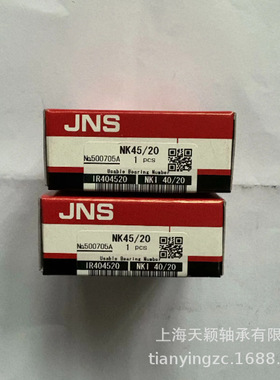 JNS
NK45/20
№500705A 1 pcs
Usable Bearing Number
IR404520 NKI 40/20
JNS
NK45/20
№500705A 1 pcs
Usable Bearing Number
IR404520 NKI 40/20
上海天颖轴承有限
tianyingzc.1688.